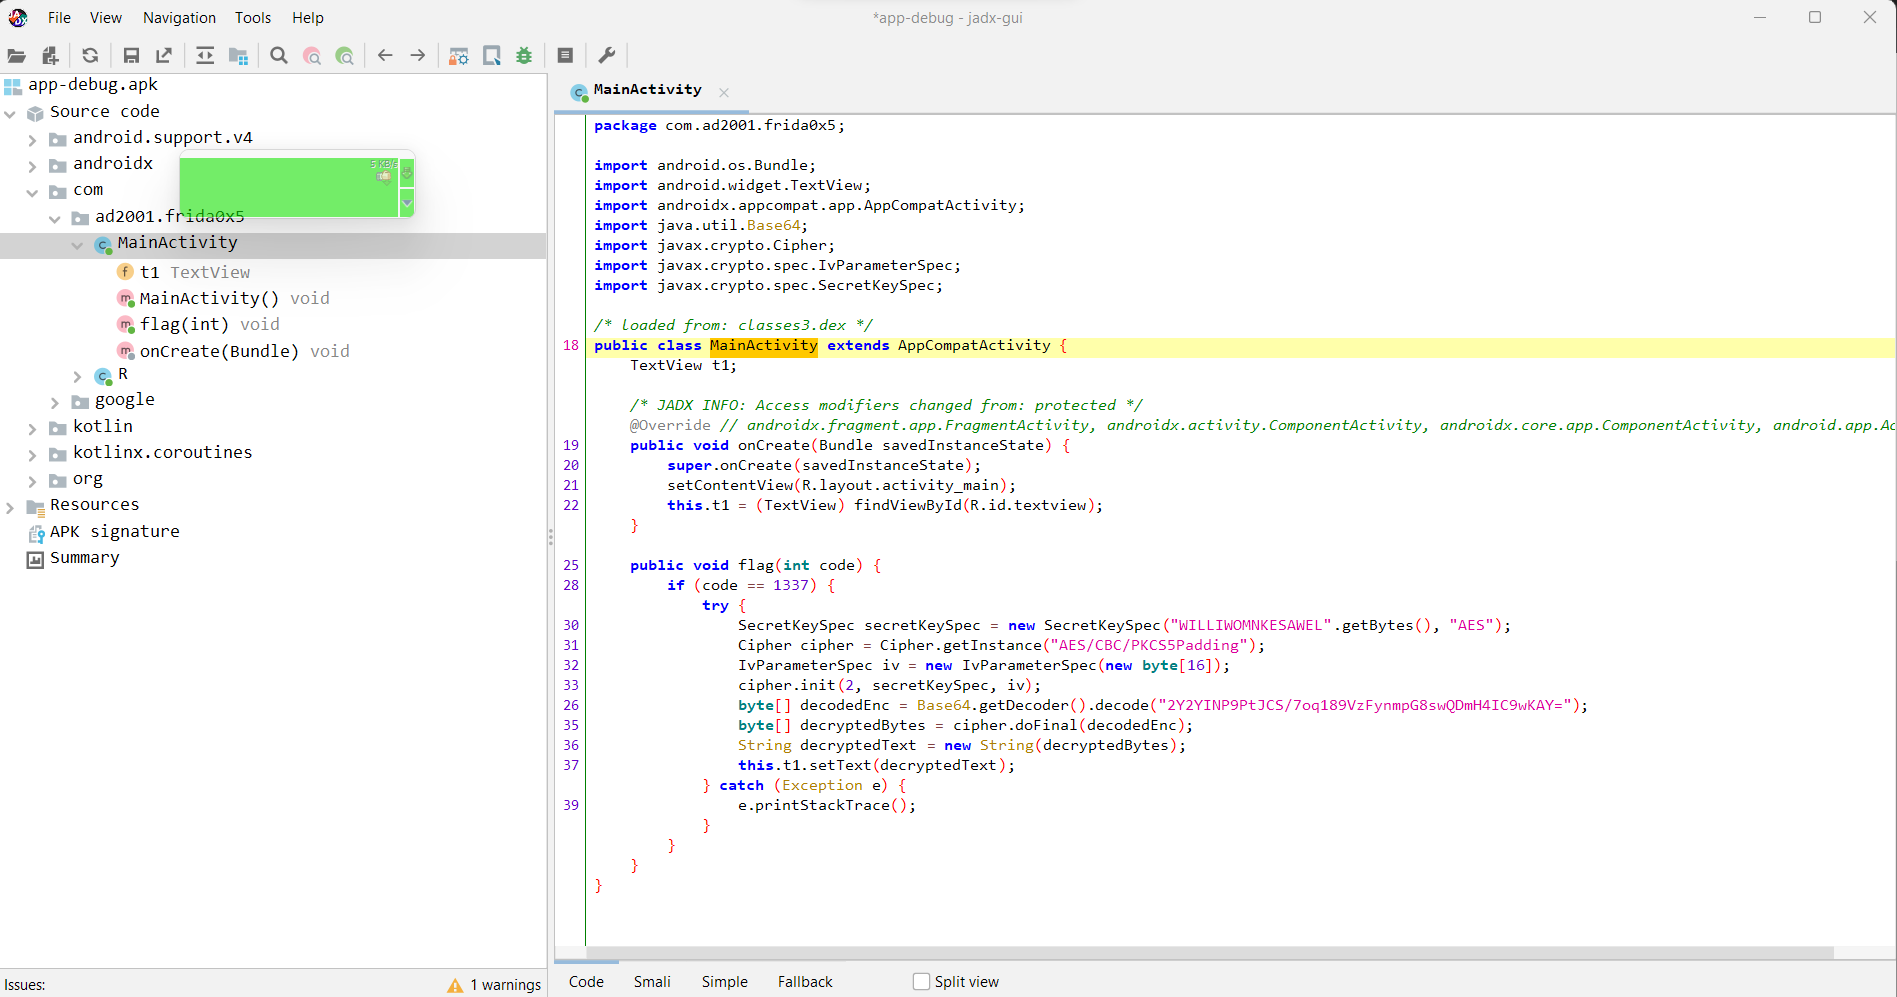 File View Navigation Tools Help
*app-debug - jadx-gui
app-debug.apk
Source code
android.support.v4
androidx
5 KB/s
com
ad2001.frida0x5
MainActivity
t1 TextView
MainActivity() void
flag(int) void
onCreate(Bundle) void
R
google
kotlin
kotlinx.coroutines
org
Resources
APK signature
Summary
Issues:
1 warnings
MainActivity
package com.ad2001.frida0x5;
import android.os.Bundle;
import android.widget.TextView;
import androidx.appcompat.app.AppCompatActivity;
import java.util.Base64;
import javax.crypto.Cipher;
import javax.crypto.spec.IvParameterSpec;
import javax.crypto.spec.SecretKeySpec;
/* loaded from: classes3.dex */
18 public class MainActivity extends AppCompatActivity {
TextView t1;
/* JADX INFO: Access modifiers changed from: protected */
@Override // androidx.fragment.app.FragmentActivity, androidx.activity.ComponentActivity, androidx.core.app.ComponentActivity, android.app.Ac
19 public void onCreate(Bundle savedInstanceState) {
20 super.onCreate(savedInstanceState);
21 setContentView(R.layout.activity_main);
22 this.t1 = (TextView) findViewById(R.id.textview);
}
25 public void flag(int code) {
28 if (code == 1337) {
try {
30 SecretKeySpec secretKeySpec = new SecretKeySpec("WILLIWOMNKESAWEL".getBytes(), "AES");
31 Cipher cipher = Cipher.getInstance("AES/CBC/PKCS5Padding");
32 IvParameterSpec iv = new IvParameterSpec(new byte[16]);
33 cipher.init(2, secretKeySpec, iv);
26 byte[] decodedEnc = Base64.getDecoder().decode("2Y2YINP9PtJCS/7oq189VzFynmpG8swQDmH4IC9wKAY=");
35 byte[] decryptedBytes = cipher.doFinal(decodedEnc);
36 String decryptedText = new String(decryptedBytes);
37 this.t1.setText(decryptedText);
} catch (Exception e) {
39 e.printStackTrace();
}
}
}
}
Code Smali Simple Fallback Split view